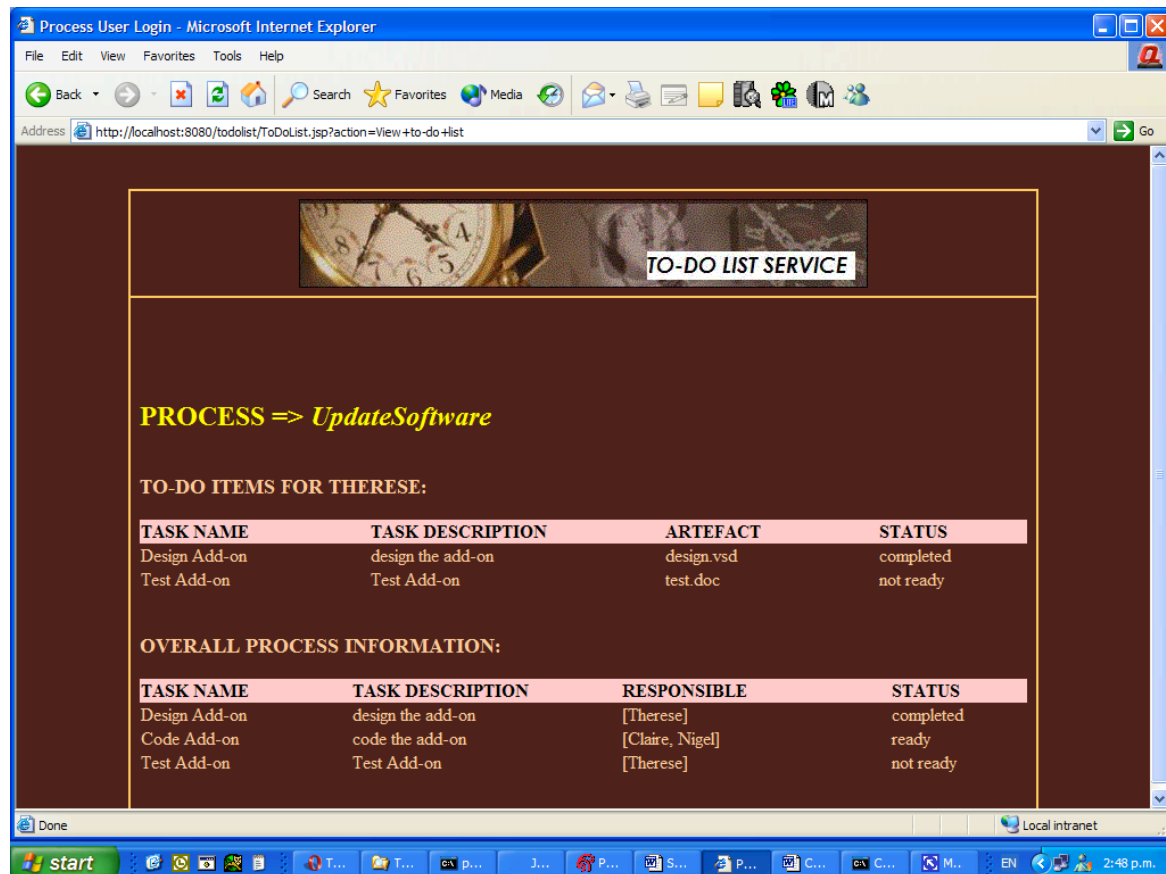 Process User Login - Microsoft Internet Explorer
File Edit View Favorites Tools Help
Back Search Favorites Media
Address http://localhost:8080/todolist/ToDoList.jsp?action=View+to-do+list Go
TO-DO LIST SERVICE
PROCESS => UpdateSoftware
TO-DO ITEMS FOR THERESE:
TASK NAME TASK DESCRIPTION ARTEFACT STATUS
Design Add-on design the add-on design.vsd completed
Test Add-on Test Add-on test.doc not ready
OVERALL PROCESS INFORMATION:
TASK NAME TASK DESCRIPTION RESPONSIBLE STATUS
Design Add-on design the add-on [Therese] completed
Code Add-on code the add-on [Claire, Nigel] ready
Test Add-on Test Add-on [Therese] not ready
Done Local intranet
start T... T... p... J... P... S... P... C... C... M... EN 2:48 p.m.